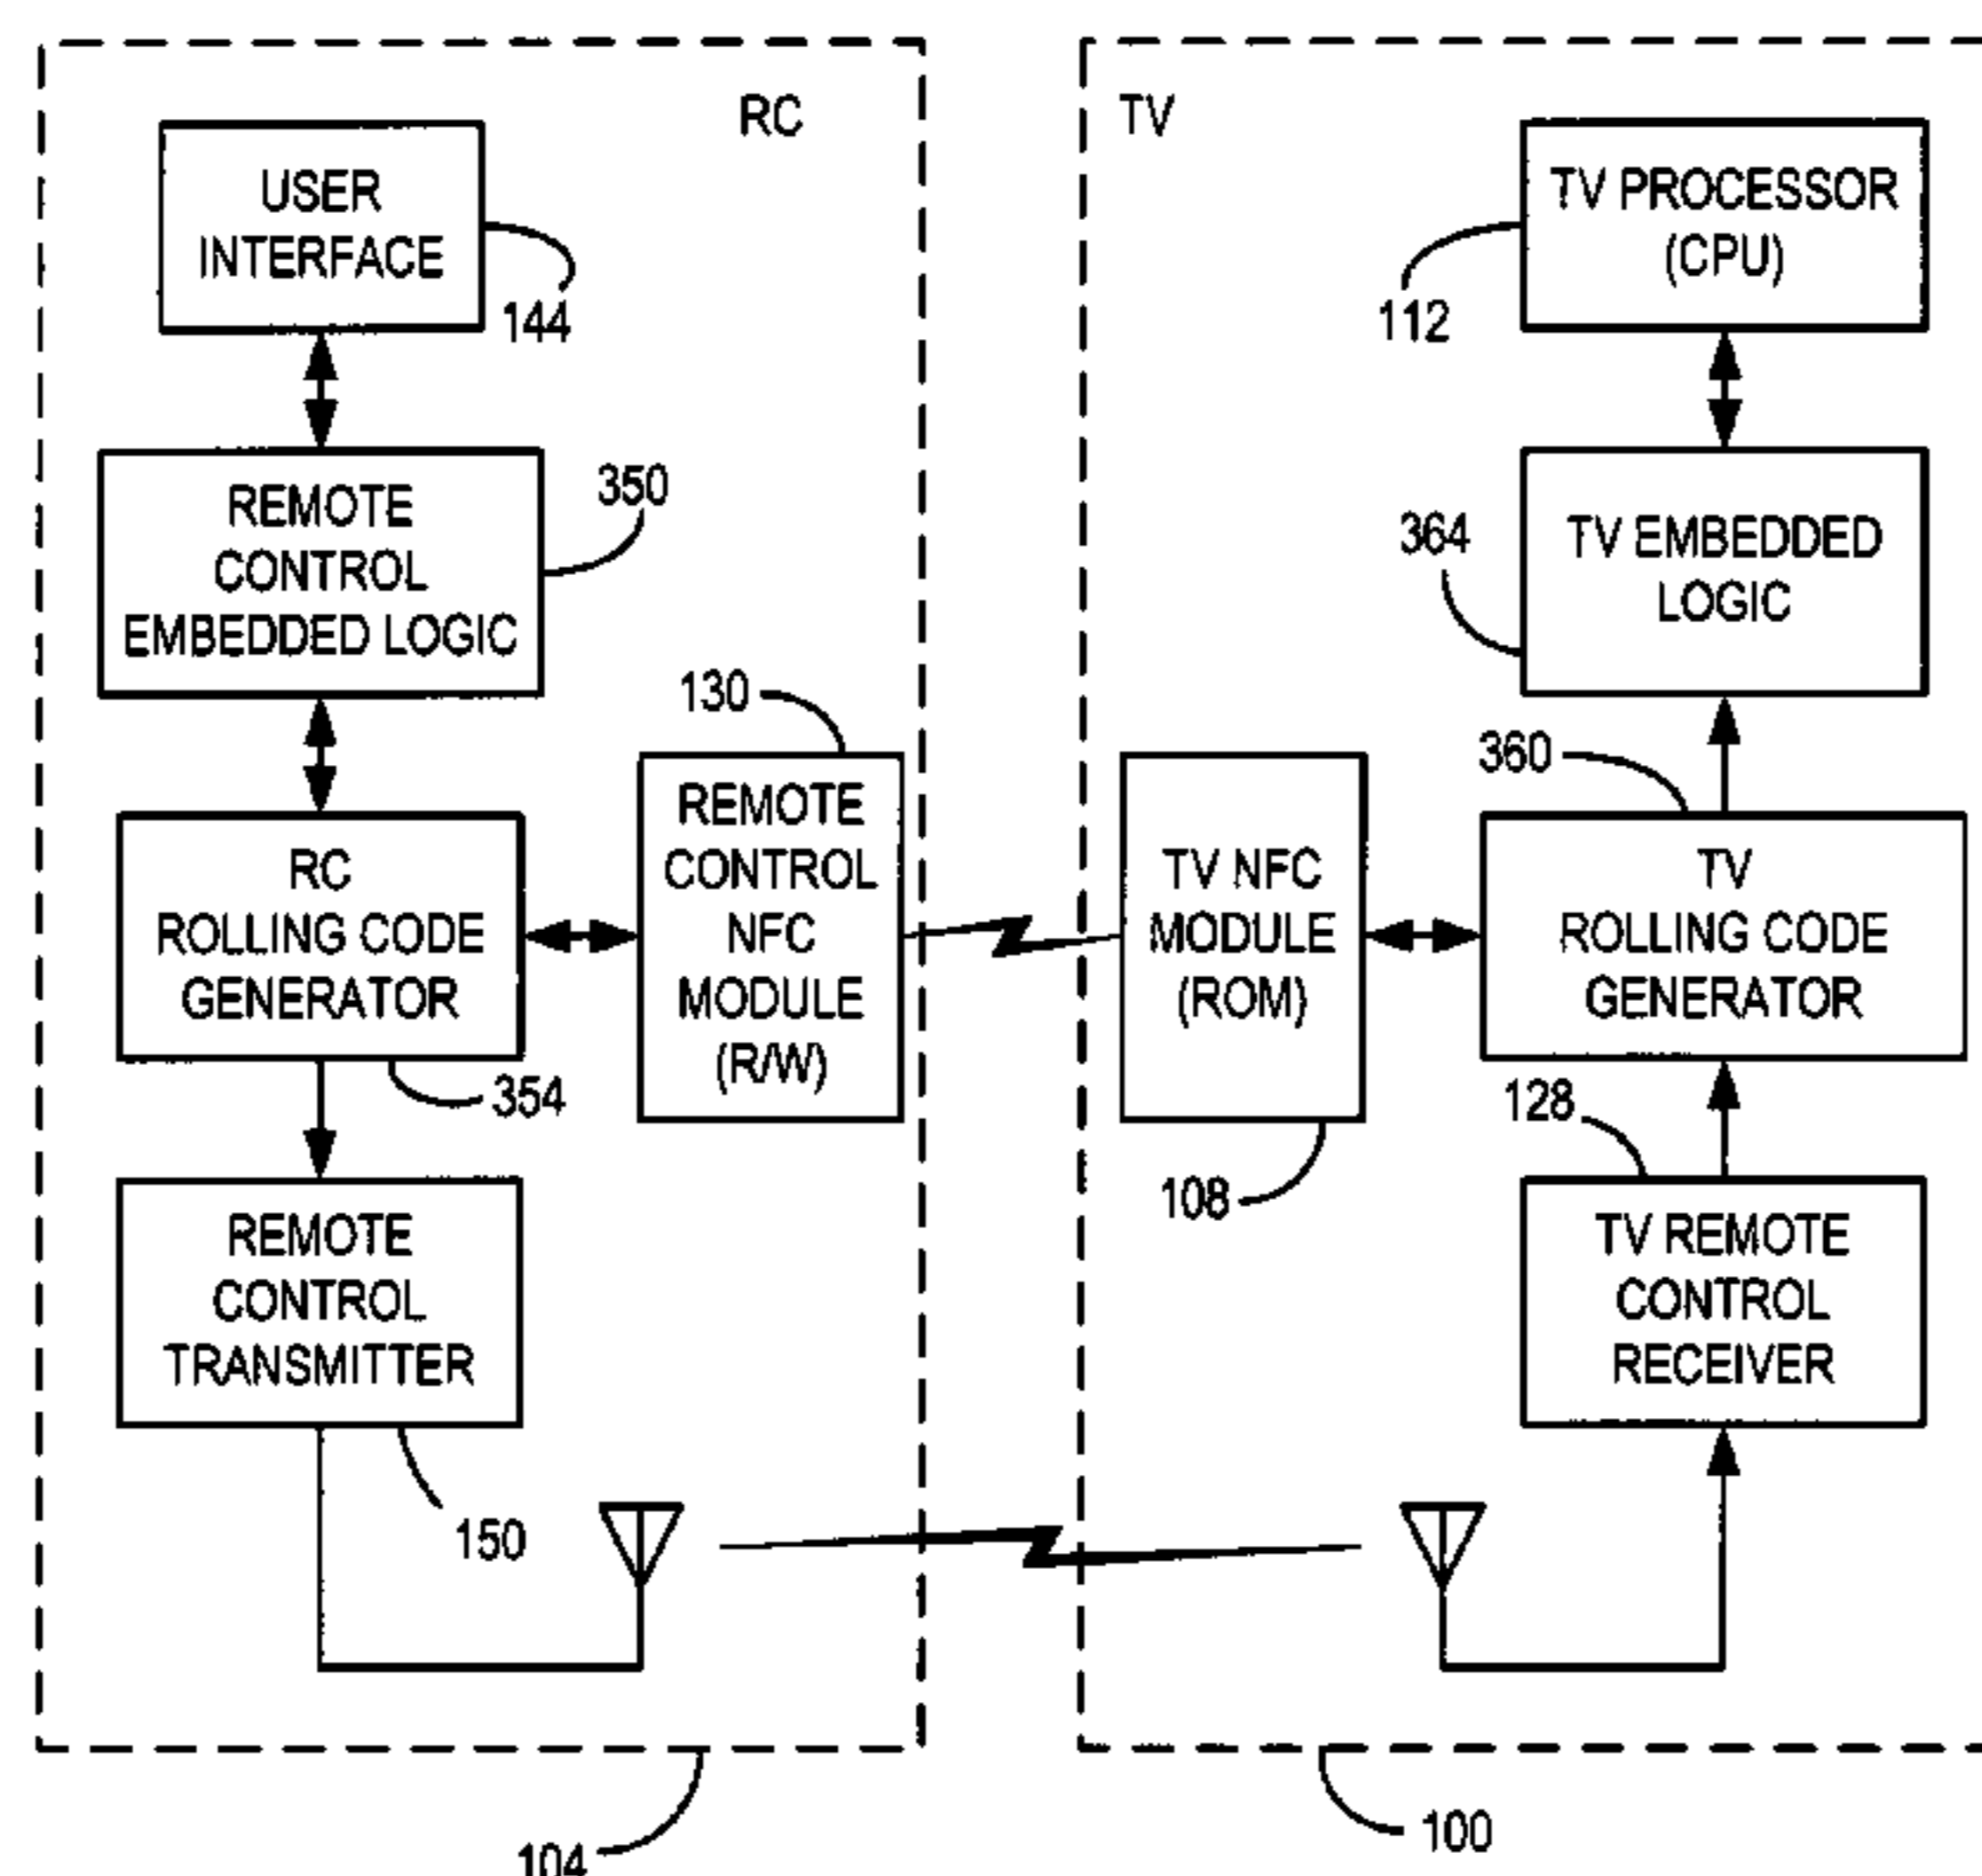 RC
USER
INTERFACE
144
REMOTE
CONTROL
EMBEDDED LOGIC
350
130
RC
ROLLING CODE
GENERATOR
354
REMOTE
CONTROL
NFC
MODULE
(R/W)
REMOTE
CONTROL
TRANSMITTER
150
104
TV
TV PROCESSOR
(CPU)
112
TV EMBEDDED
LOGIC
364
360
TV NFC
MODULE
(ROM)
108
TV
ROLLING CODE
GENERATOR
128
TV REMOTE
CONTROL
RECEIVER
100